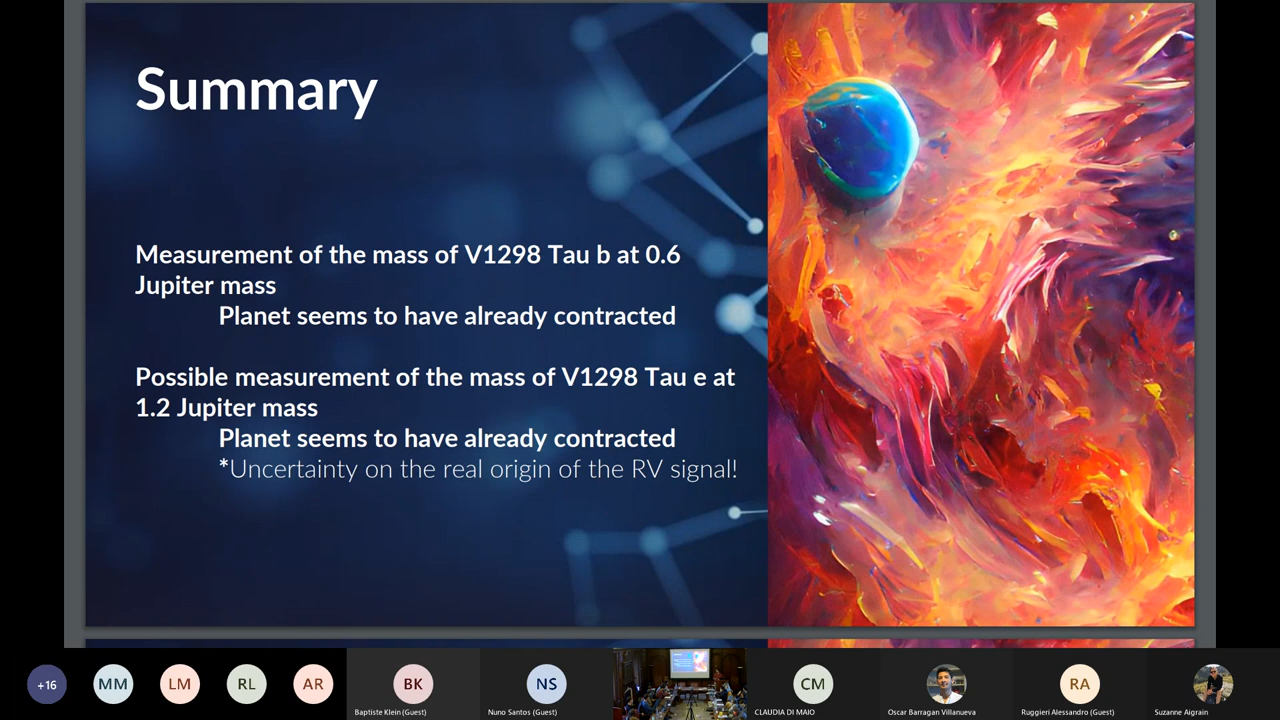 Summary
Measurement of the mass of V1298 Tau b at 0.6
Jupiter mass
Planet seems to have already contracted
Possible measurement of the mass of V1298 Tau e at
1.2 Jupiter mass
Planet seems to have already contracted
*Uncertainty on the real origin of the RV signal!
+16
MM
LM
RL
AR
BK
NS
CM
RA
Baptiste Klein (Guest)
Nuno Santos (Guest)
CLAUDIA DI MAIO
Oscar Barragan Villanueva
Ruggieri Alessandro (Guest)
Suzanne Aigrain